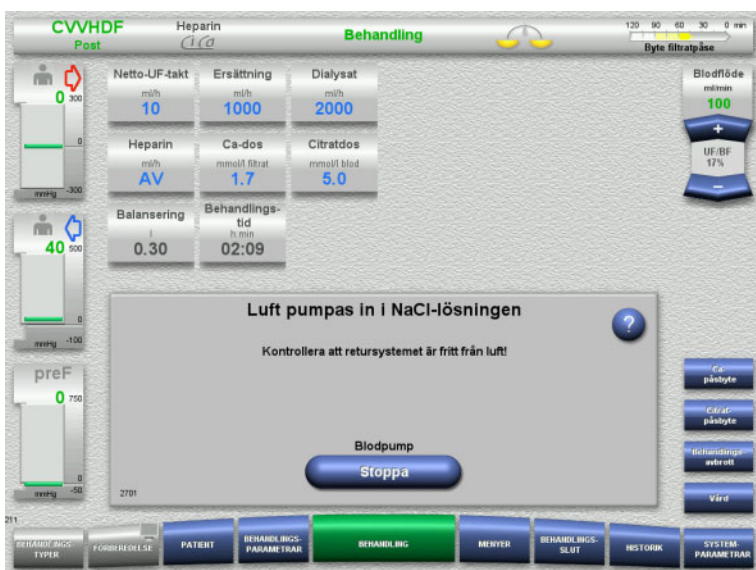 CVVHDF
Post
Heparin
Ci Ca
Behandling
120 90 60 30 0 min
Byte filtratpåse
0
300
0
mmHg
-300
40
500
0
mmHg
-100
preF
0
750
0
mmHg
-50
Netto-UF-takt
ml/h
10
Ersättning
ml/h
1000
Dialysat
ml/h
2000
Heparin
ml/h
AV
Ca-dos
mmol/l filtrat
1.7
Citratdos
mmol/l blod
5.0
Balansering
l
0.30
Behandlings-
tid
h:min
02:09
Blodflöde
ml/min
100
+
UF/BF
17%
–
Luft pumpas in i NaCl-lösningen
?
Kontrollera att retursystemet är fritt från luft!
Blodpump
Stoppa
2701
Ca-
påsbyte
Citrat-
påsbyte
Behandlings-
avbrott
Vård
211
BEHANDLINGS-
TYPER
FÖRBEREDELSE
PATIENT
BEHANDLINGS-
PARAMETRAR
BEHANDLING
MENYER
BEHANDLINGS-
SLUT
HISTORIK
SYSTEM-
PARAMETRAR